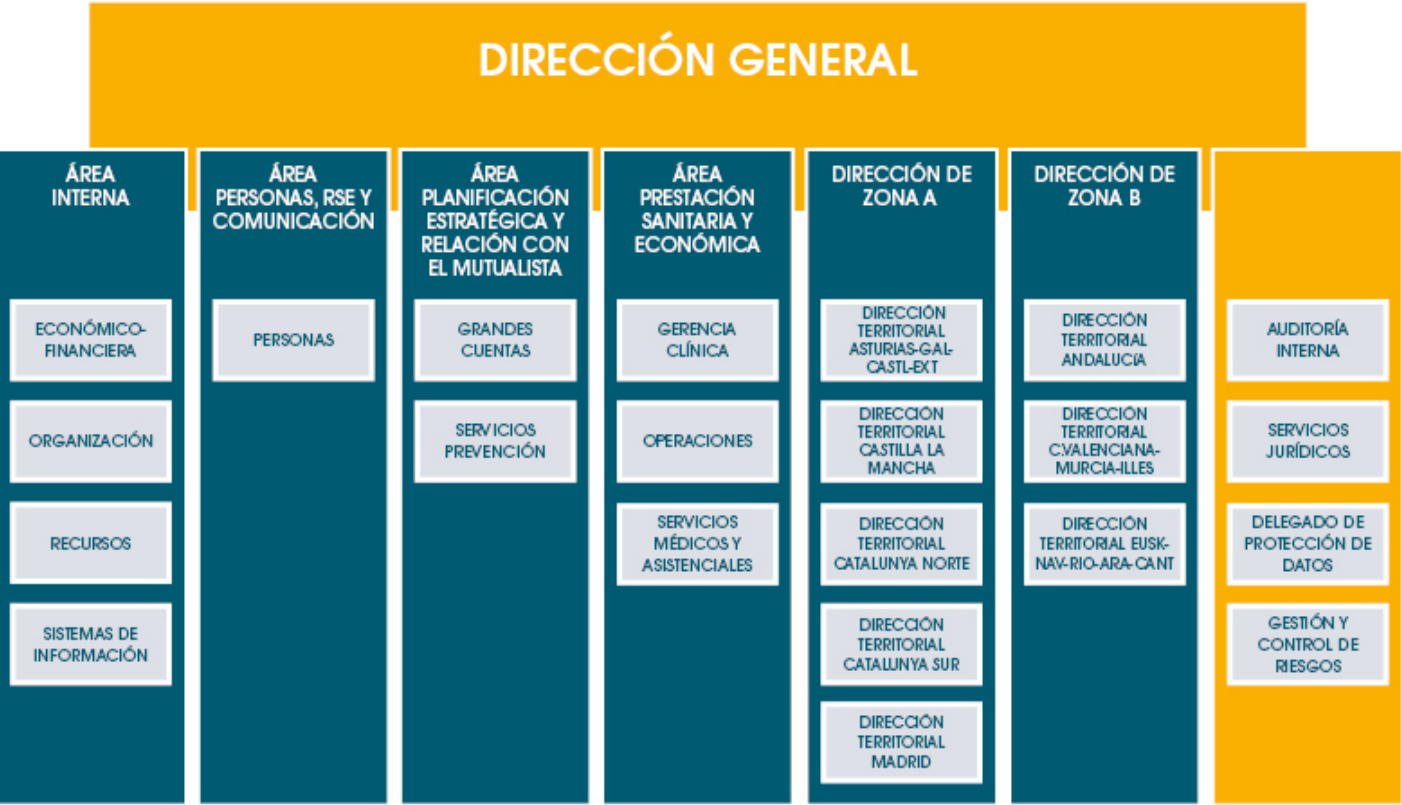 DIRECCIÓN GENERAL
ÁREA
INTERNA
ECONÓMICO-
FINANCIERA
ORGANIZACIÓN
RECURSOS
SISTEMAS DE
INFORMACIÓN
ÁREA
PERSONAS, RSE Y
COMUNICACIÓN
PERSONAS
ÁREA
PLANIFICACIÓN
ESTRATÉGICA Y
RELACIÓN CON
EL MUTUALISTA
GRANDES
CUENTAS
SERVICIOS
PREVENCIÓN
ÁREA
PRESTACIÓN
SANITARIA Y
ECONÓMICA
GERENCIA
CLÍNICA
OPERACIONES
SERVICIOS
MÉDICOS Y
ASISTENCIALES
DIRECCIÓN DE
ZONA A
DIRECCIÓN
TERRITORIAL
ASTURIAS-GAL-
CASTL-EXT
DIRECCIÓN
TERRITORIAL
CASTILLA LA
MANCHA
DIRECCIÓN
TERRITORIAL
CATALUNYA NORTE
DIRECCIÓN
TERRITORIAL
CATALUNYA SUR
DIRECCIÓN
TERRITORIAL
MADRID
DIRECCIÓN DE
ZONA B
DIRECCIÓN
TERRITORIAL
ANDALUCIA
DIRECCIÓN
TERRITORIAL
C.VALENCIANA-
MURCIA-ILLES
DIRECCIÓN
TERRITORIAL EUSK-
NAV-RIO-ARA-CANT
AUDITORÍA
INTERNA
SERVICIOS
JURÍDICOS
DELEGADO DE
PROTECCIÓN DE
DATOS
GESTIÓN Y
CONTROL DE
RIESGOS